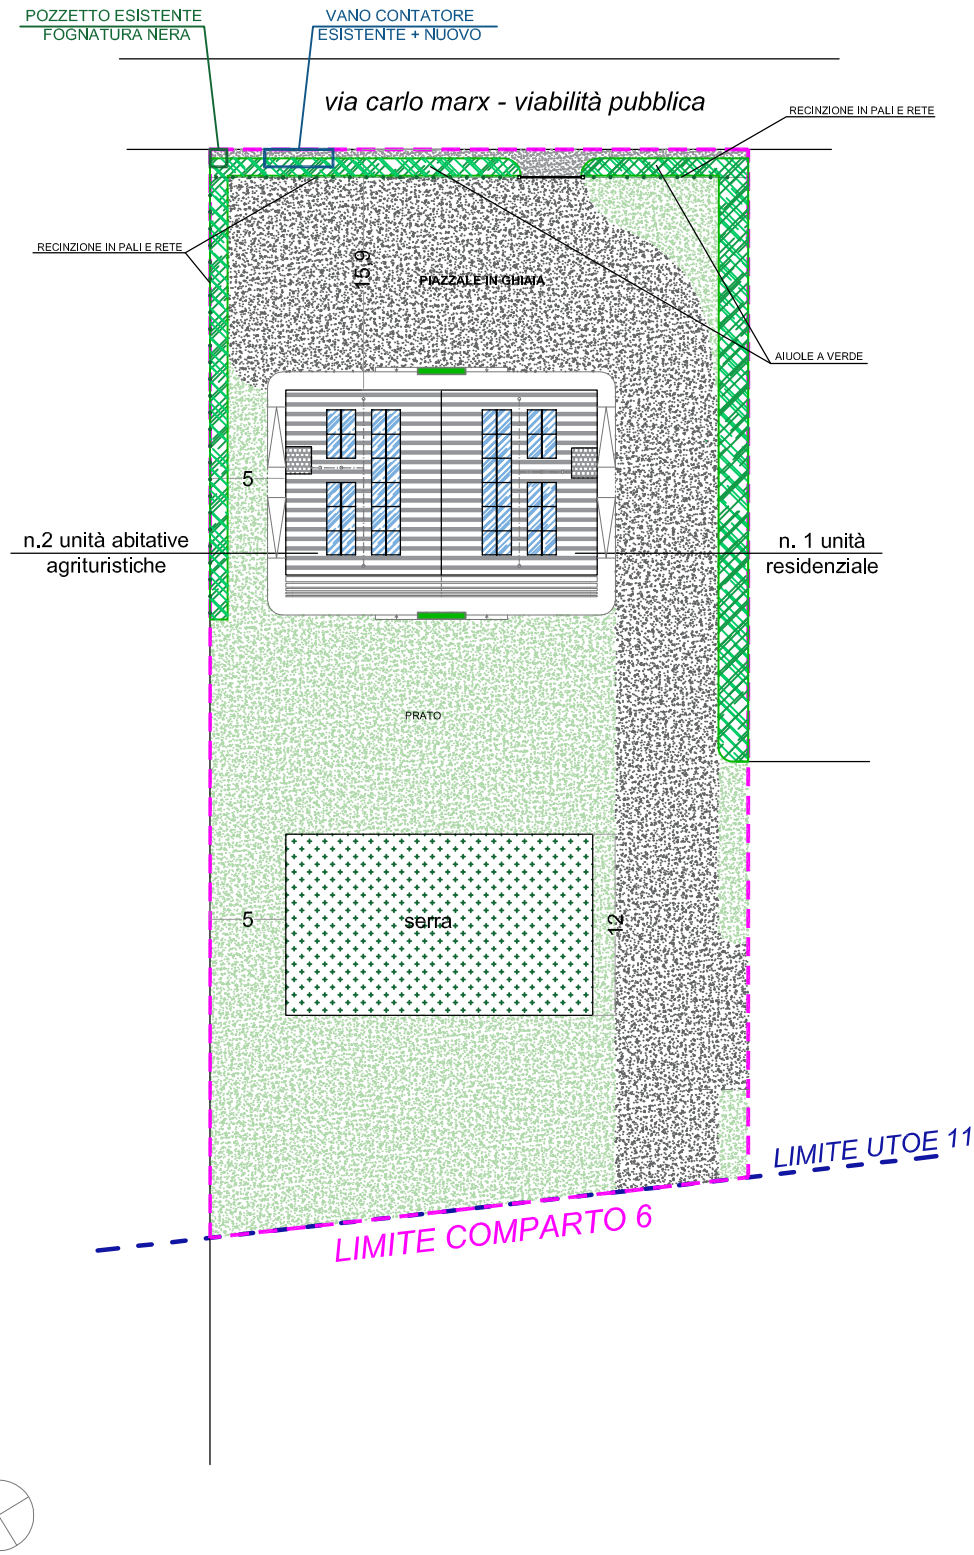 POZZETTO ESISTENTE
FOGNATURA NERA
VANO CONTATORE
ESISTENTE + NUOVO
via carlo marx - viabilità pubblica
RECINZIONE IN PALI E RETE
RECINZIONE IN PALI E RETE
15,9
PIAZZALE IN GHIAIA
AIUOLE A VERDE
5
n.2 unità abitative
agrituristiche
n. 1 unità
residenziale
PRATO
5
serra
12
LIMITE UTOE 11
LIMITE COMPARTO 6